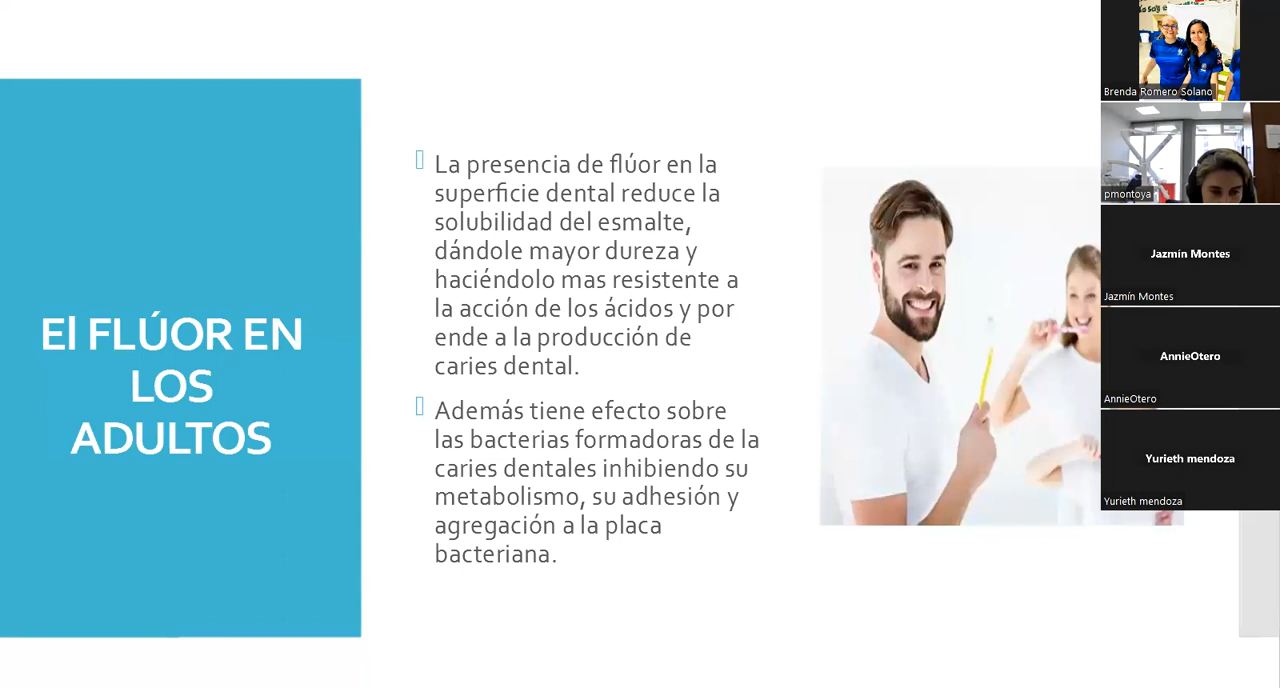 El FLÚOR EN
LOS
ADULTOS
La presencia de flúor en la
superficie dental reduce la
solubilidad del esmalte,
dándole mayor dureza y
haciéndolo mas resistente a
la acción de los ácidos y por
ende a la producción de
caries dental.
Además tiene efecto sobre
las bacterias formadoras de la
caries dentales inhibiendo su
metabolismo, su adhesión y
agregación a la placa
bacteriana.
Brenda Romero Solano
pmontoya
Jazmín Montes
Jazmín Montes
AnnieOtero
AnnieOtero
Yurieth mendoza
Yurieth mendoza